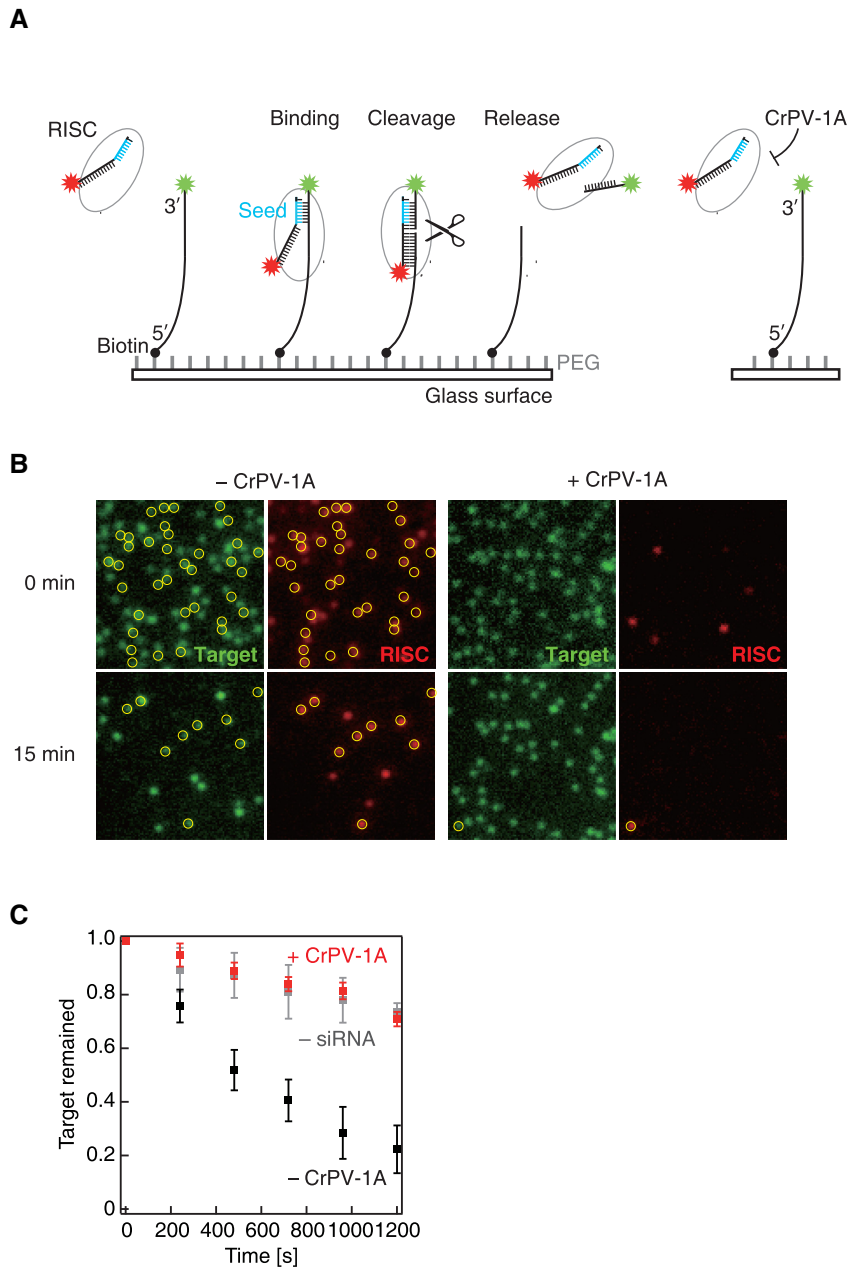 A
RISC
Binding
Cleavage
Release
CrPV-1A
3′
Seed
3′
5′
Biotin
5′
PEG
Glass surface
B
– CrPV-1A
+ CrPV-1A
0 min
Target
RISC
Target
RISC
15 min
C
1.0
+ CrPV-1A
0.8
– siRNA
0.6
0.4
0.2
– CrPV-1A
0
0 200 400 600 800 1000 1200
Target remained
Time [s]